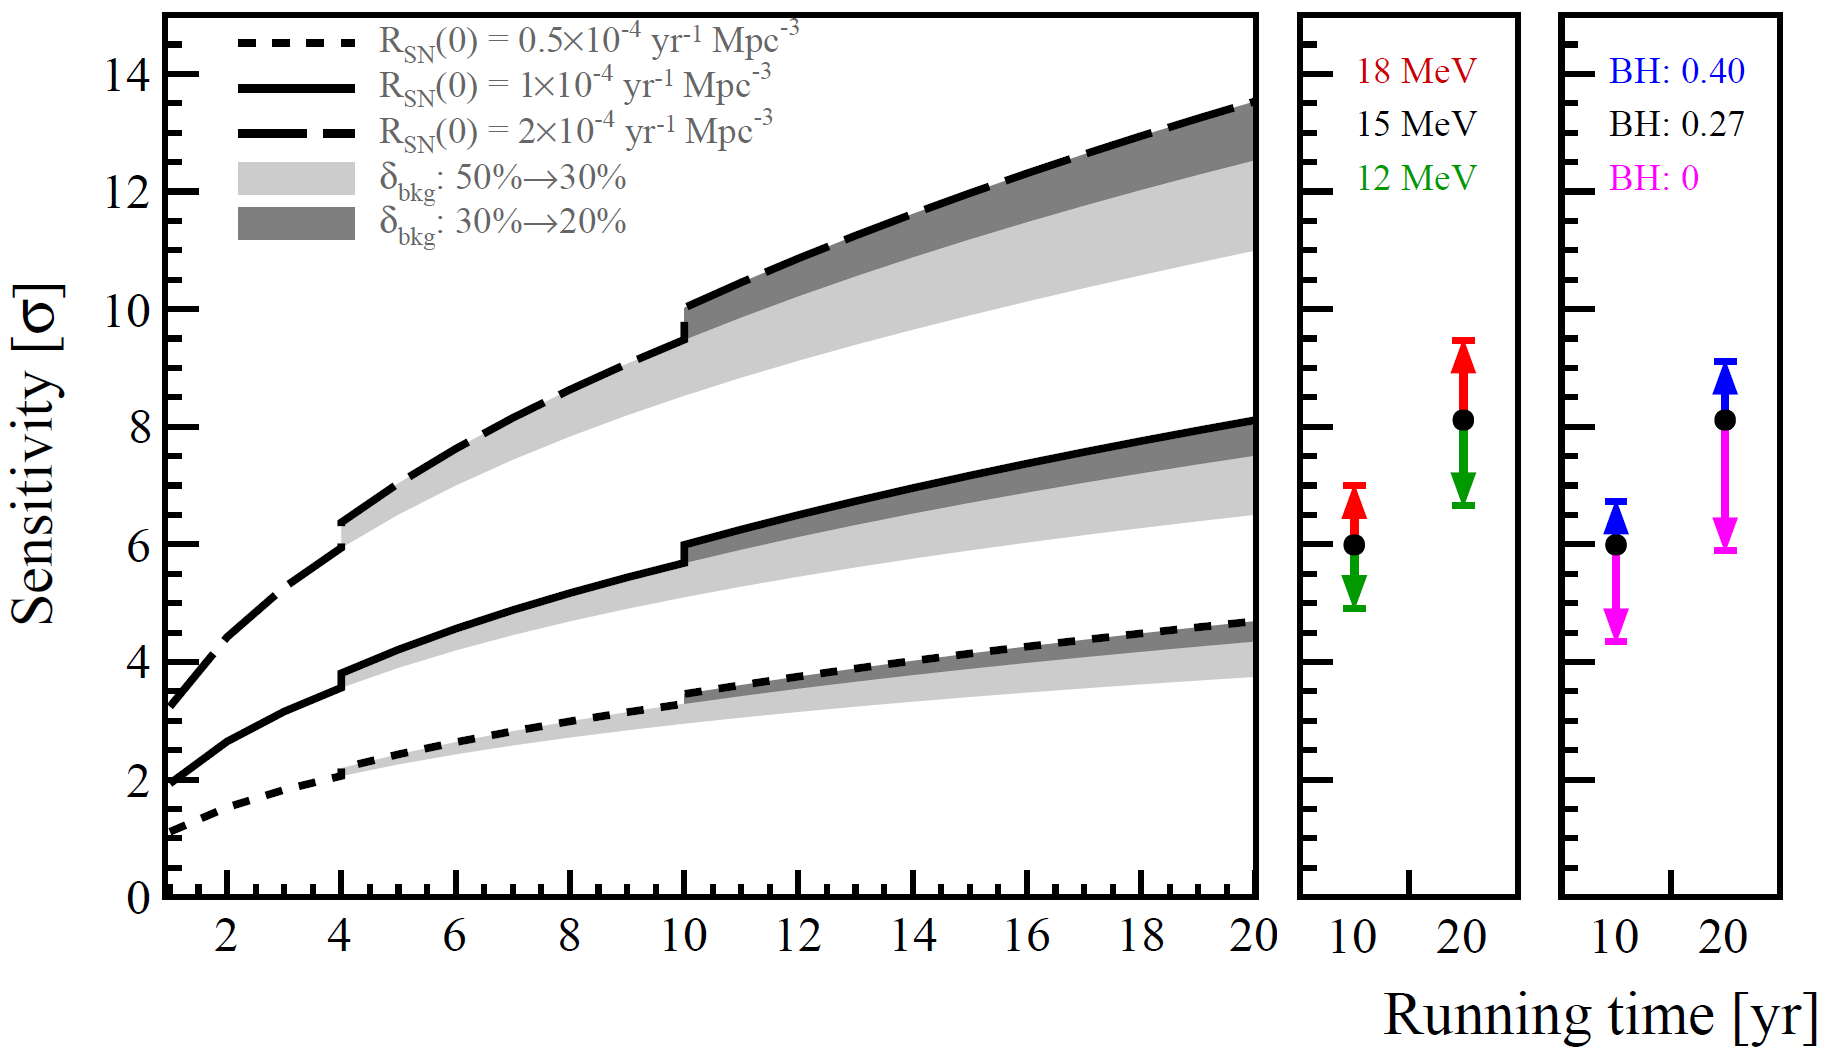 R_SN(0) = 0.5×10^-4 yr^-1 Mpc^-3
R_SN(0) = 1×10^-4 yr^-1 Mpc^-3
R_SN(0) = 2×10^-4 yr^-1 Mpc^-3
δ_bkg: 50%→30%
δ_bkg: 30%→20%
Sensitivity [σ]
14
12
10
8
6
4
2
0
2 4 6 8 10 12 14 16 18 20
18 MeV
15 MeV
12 MeV
10 20
BH: 0.40
BH: 0.27
BH: 0
10 20
Running time [yr]